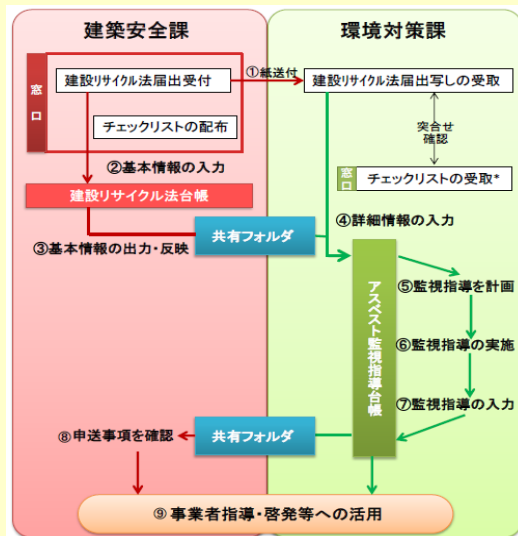 建築安全課
環境対策課
窓口
建設リサイクル法届出受付
①紙送付
建設リサイクル法届出写しの受取
チェックリストの配布
突合せ
確認
②基本情報の入力
窓口
チェックリストの受取*
建設リサイクル法台帳
④詳細情報の入力
③基本情報の出力・反映
共有フォルダ
アスベスト監視指導台帳
⑤監視指導を計画
⑥監視指導の実施
⑦監視指導の入力
⑧申送事項を確認
共有フォルダ
⑨事業者指導・啓発等への活用